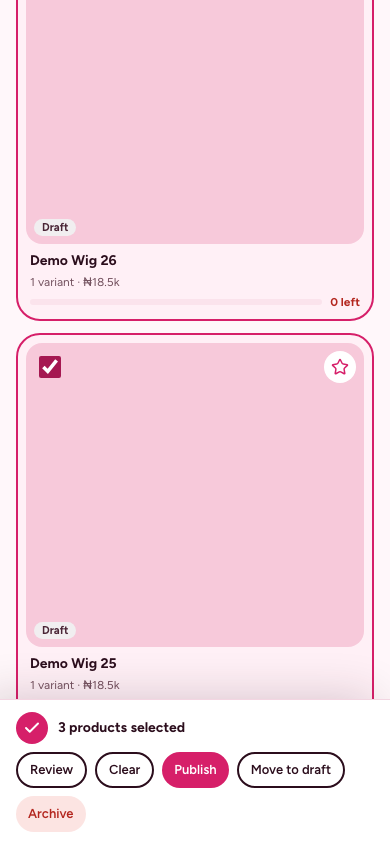 Draft
Demo Wig 26
1 variant · ₦18.5k
0 left
Draft
Demo Wig 25
1 variant · ₦18.5k
3 products selected
Review
Clear
Publish
Move to draft
Archive